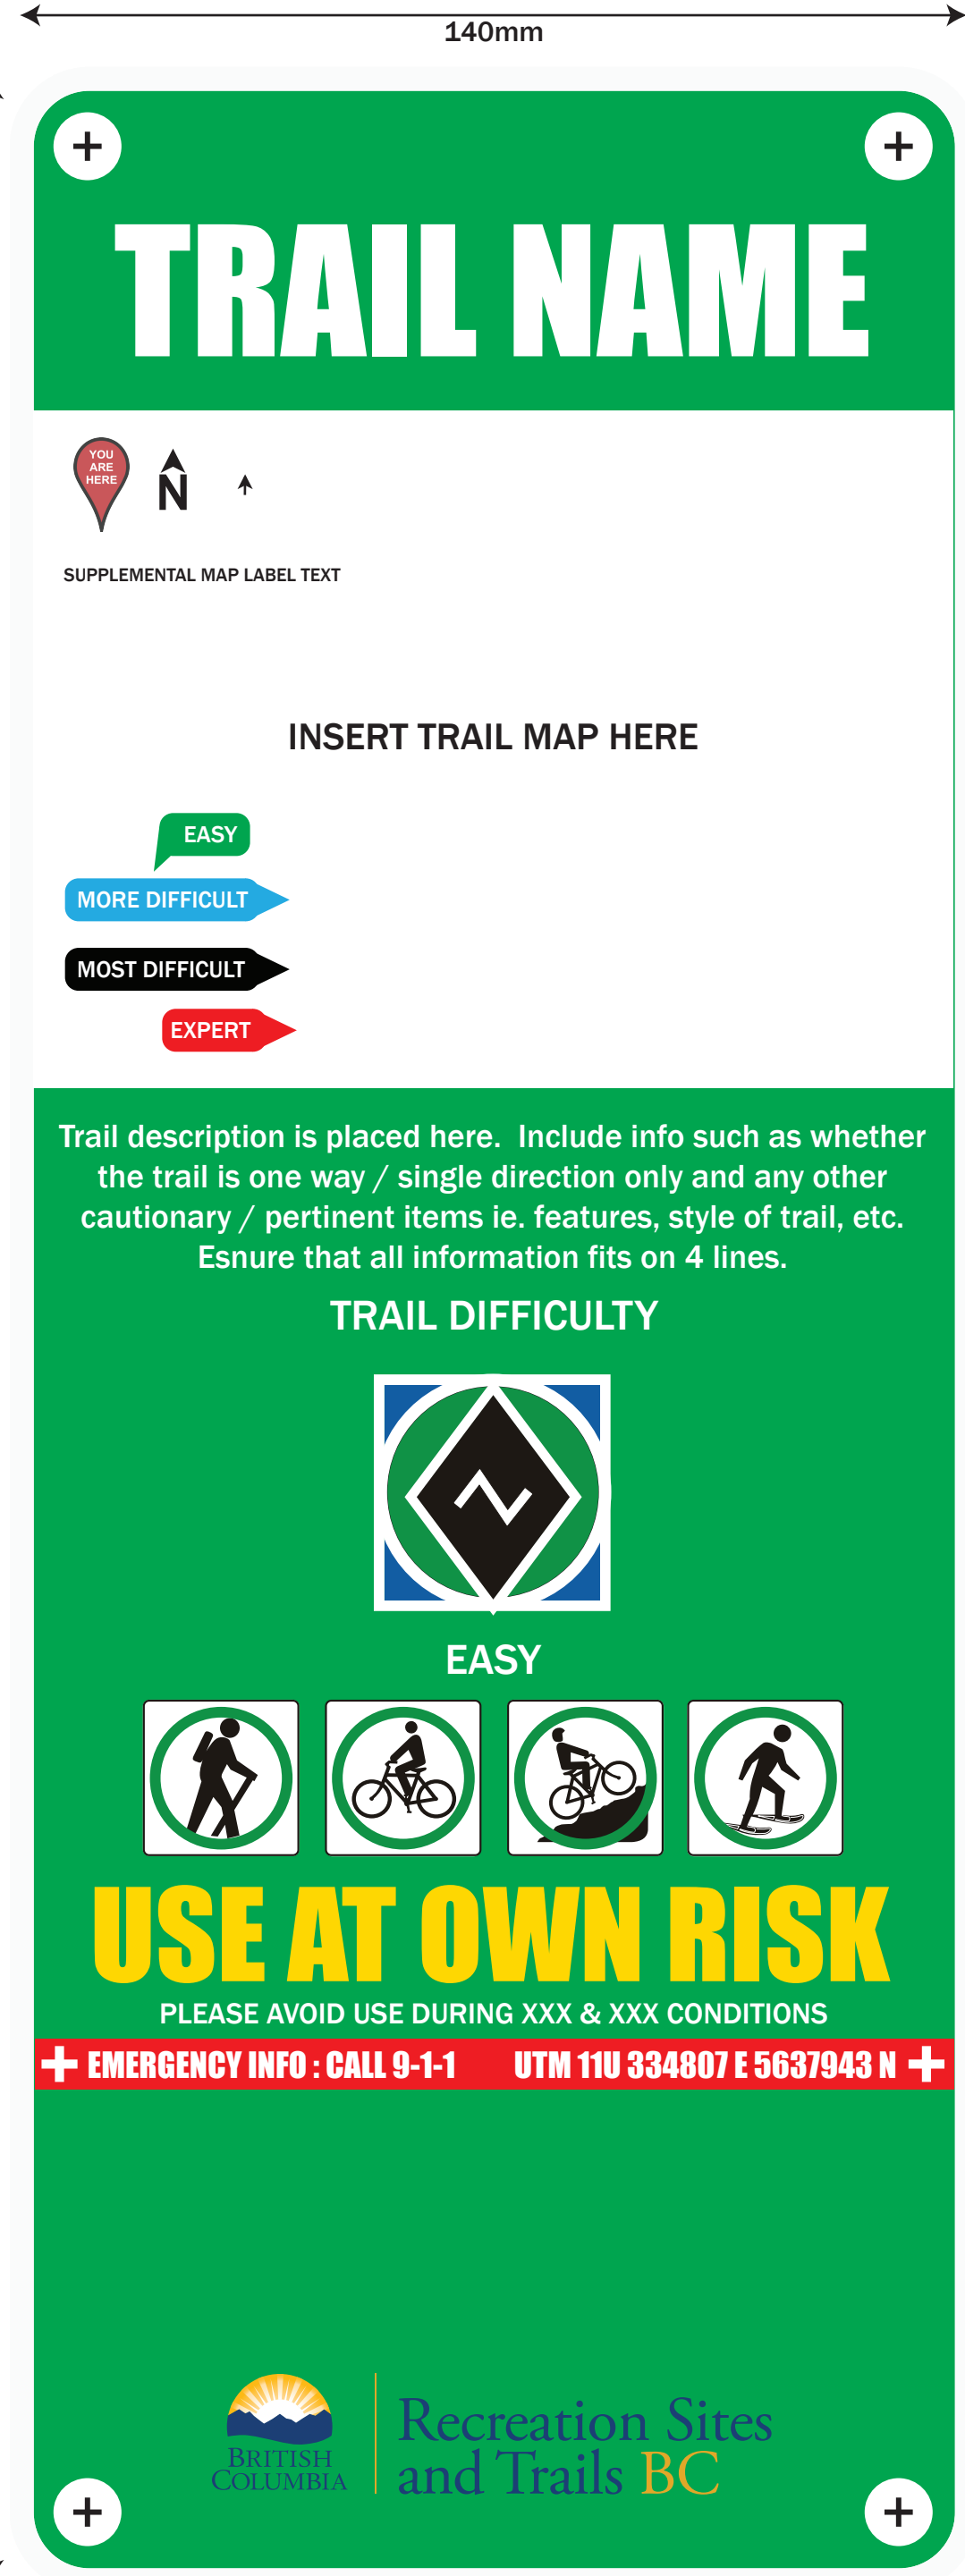 140mm
TRAIL NAME
YOU
ARE
HERE
N
SUPPLEMENTAL MAP LABEL TEXT
INSERT TRAIL MAP HERE
EASY
MORE DIFFICULT
MOST DIFFICULT
EXPERT
Trail description is placed here.  Include info such as whether
the trail is one way / single direction only and any other
cautionary / pertinent items ie. features, style of trail, etc.
Esnure that all information fits on 4 lines.
TRAIL DIFFICULTY
EASY
USE AT OWN RISK
PLEASE AVOID USE DURING XXX & XXX CONDITIONS
EMERGENCY INFO : CALL 9-1-1 UTM 11U 334807 E 5637943 N
BRITISH
COLUMBIA
Recreation Sites
and Trails BC